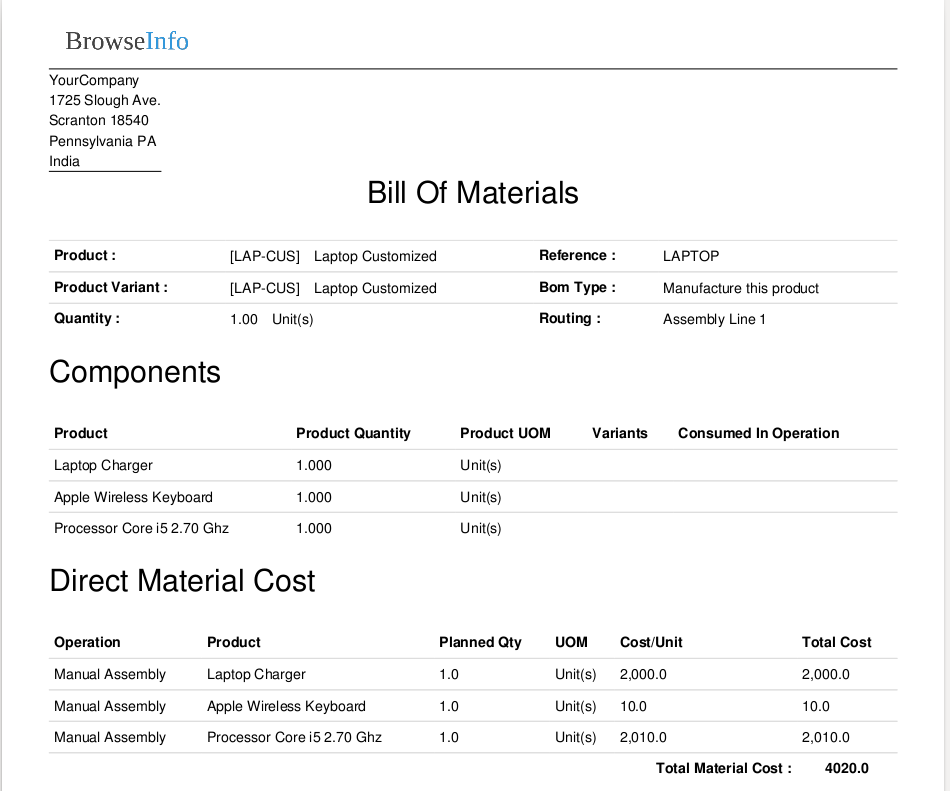 BrowseInfo
YourCompany
1725 Slough Ave.
Scranton 18540
Pennsylvania PA
India
Bill Of Materials
Product : [LAP-CUS] Laptop Customized Reference : LAPTOP
Product Variant : [LAP-CUS] Laptop Customized Bom Type : Manufacture this product
Quantity : 1.00 Unit(s) Routing : Assembly Line 1
Components
Product Product Quantity Product UOM Variants Consumed In Operation
Laptop Charger 1.000 Unit(s)
Apple Wireless Keyboard 1.000 Unit(s)
Processor Core i5 2.70 Ghz 1.000 Unit(s)
Direct Material Cost
Operation Product Planned Qty UOM Cost/Unit Total Cost
Manual Assembly Laptop Charger 1.0 Unit(s) 2,000.0 2,000.0
Manual Assembly Apple Wireless Keyboard 1.0 Unit(s) 10.0 10.0
Manual Assembly Processor Core i5 2.70 Ghz 1.0 Unit(s) 2,010.0 2,010.0
Total Material Cost : 4020.0